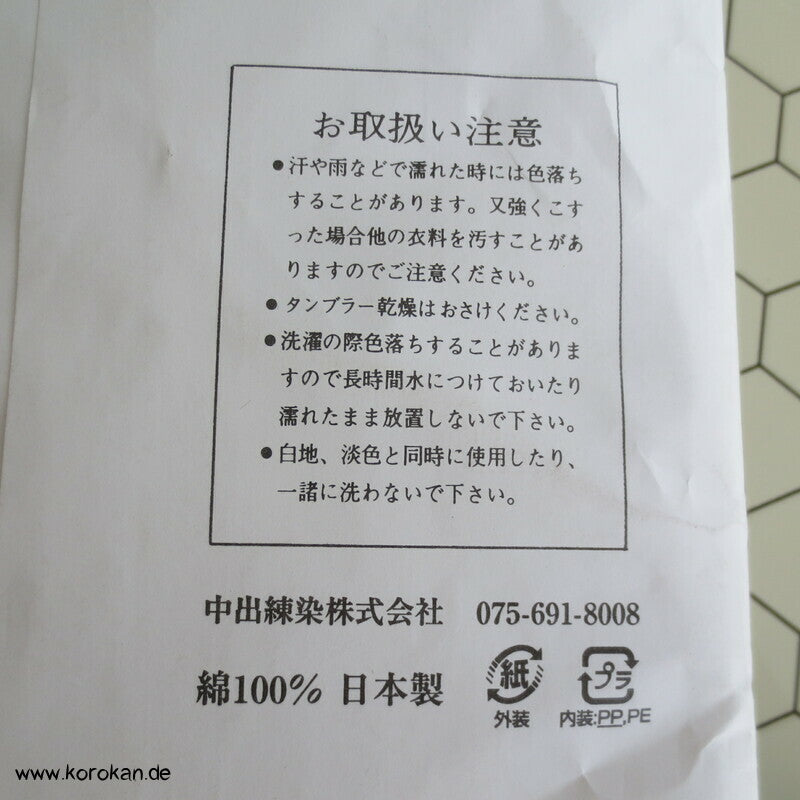 お取扱い注意
●汗や雨などで濡れた時には色落ち
することがあります。又強くこす
った場合他の衣料を汚すことがあ
りますのでご注意ください。
●タンブラー乾燥はおさけください。
●洗濯の際色落ちすることがありま
すので長時間水につけておいたり
濡れたまま放置しないで下さい。
●白地、淡色と同時に使用したり、
一諸に洗わないで下さい。
中出練染株式会社 075-691-8008
綿100% 日本製
紙
外装
プラ
内装:PP,PE
www.korokan.de